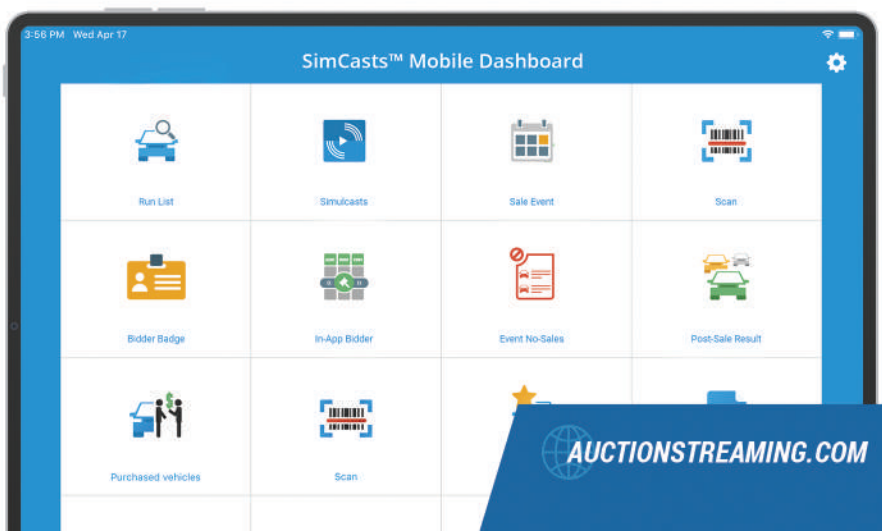 3:56 PM Wed Apr 17
SimCasts™ Mobile Dashboard
Run List
Simulcasts
Sale Event
Scan
Bidder Badge
In-App Bidder
Event No-Sales
Post-Sale Result
Purchased vehicles
Scan
AUCTIONSTREAMING.COM